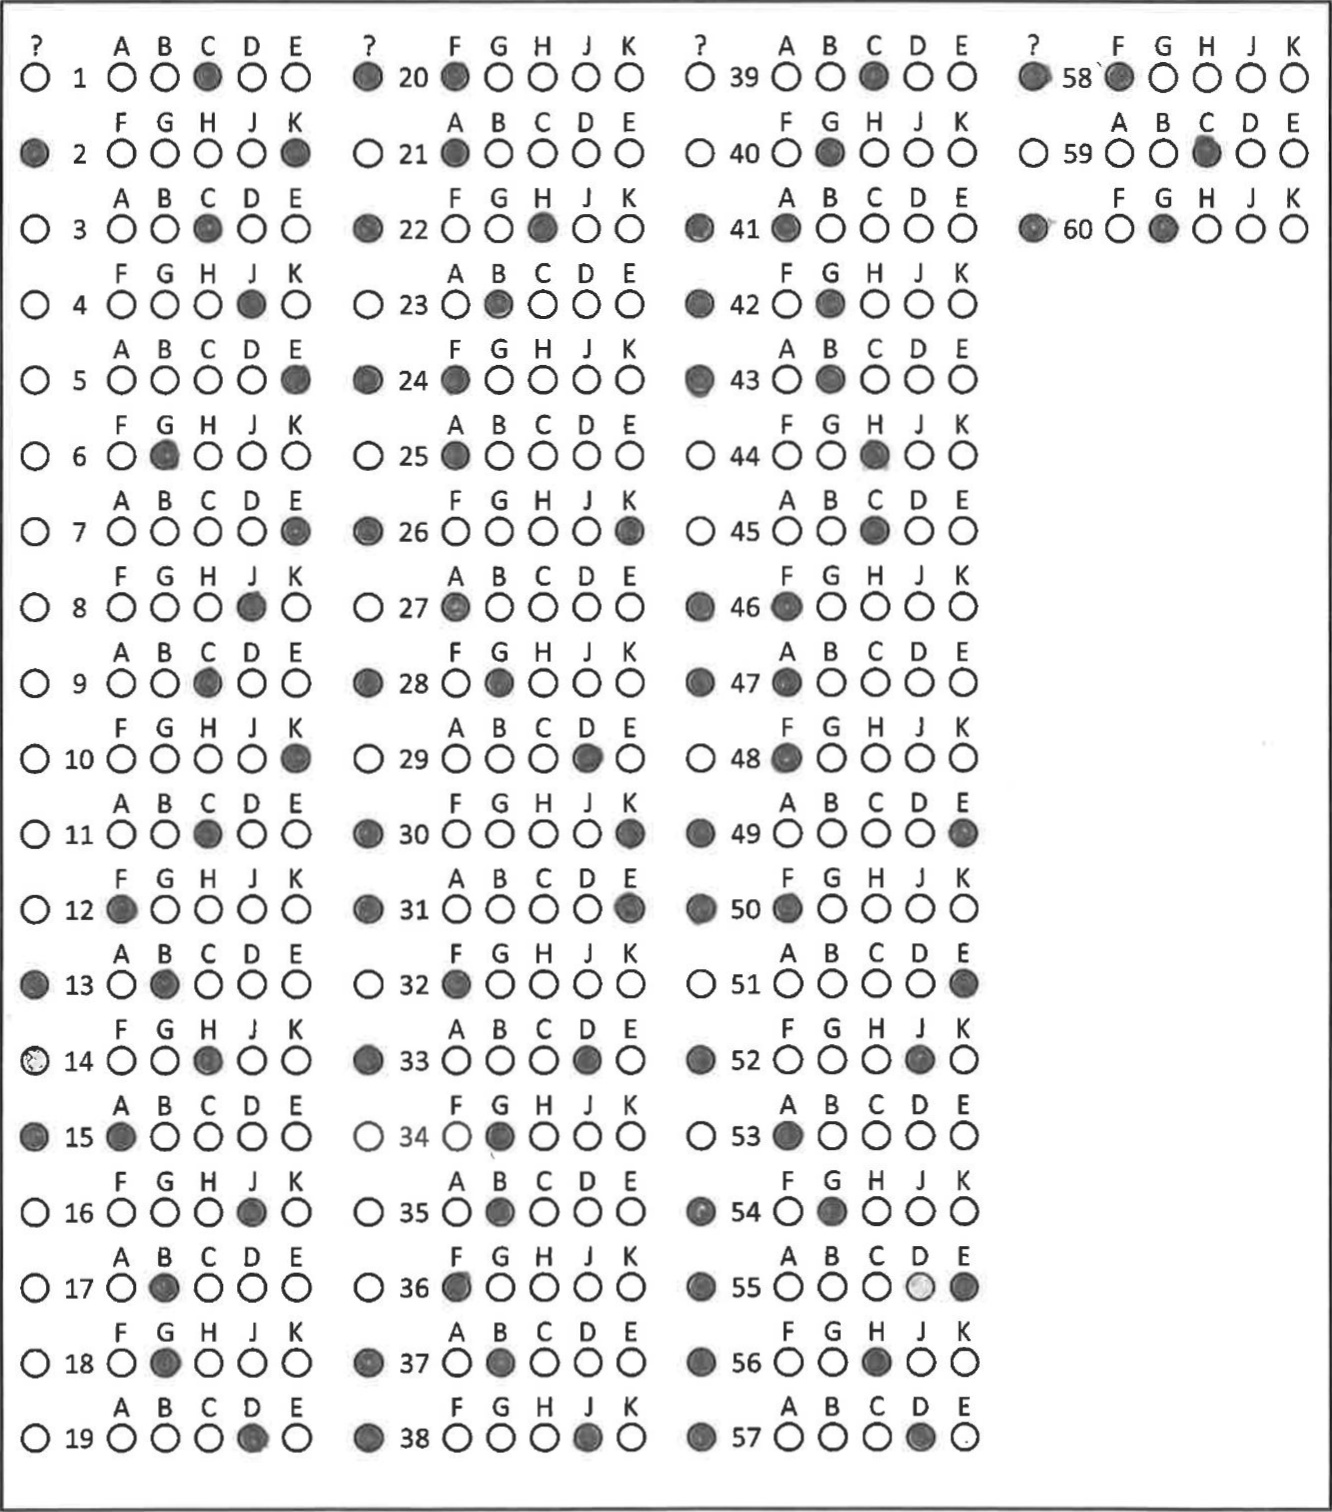 ? A B C D E
1
F G H J K
2
A B C D E
3
F G H J K
4
A B C D E
5
F G H J K
6
A B C D E
7
F G H J K
8
A B C D E
9
F G H J K
10
A B C D E
11
F G H J K
12
A B C D E
13
F G H J K
14
A B C D E
15
F G H J K
16
A B C D E
17
F G H J K
18
A B C D E
19
? F G H J K
20
A B C D E
21
F G H J K
22
A B C D E
23
F G H J K
24
A B C D E
25
F G H J K
26
A B C D E
27
F G H J K
28
A B C D E
29
F G H J K
30
A B C D E
31
F G H J K
32
A B C D E
33
F G H J K
34
A B C D E
35
F G H J K
36
A B C D E
37
F G H J K
38
? A B C D E
39
F G H J K
40
A B C D E
41
F G H J K
42
A B C D E
43
F G H J K
44
A B C D E
45
F G H J K
46
A B C D E
47
F G H J K
48
A B C D E
49
F G H J K
50
A B C D E
51
F G H J K
52
A B C D E
53
F G H J K
54
A B C D E
55
F G H J K
56
A B C D E
57
? F G H J K
58
A B C D E
59
F G H J K
60